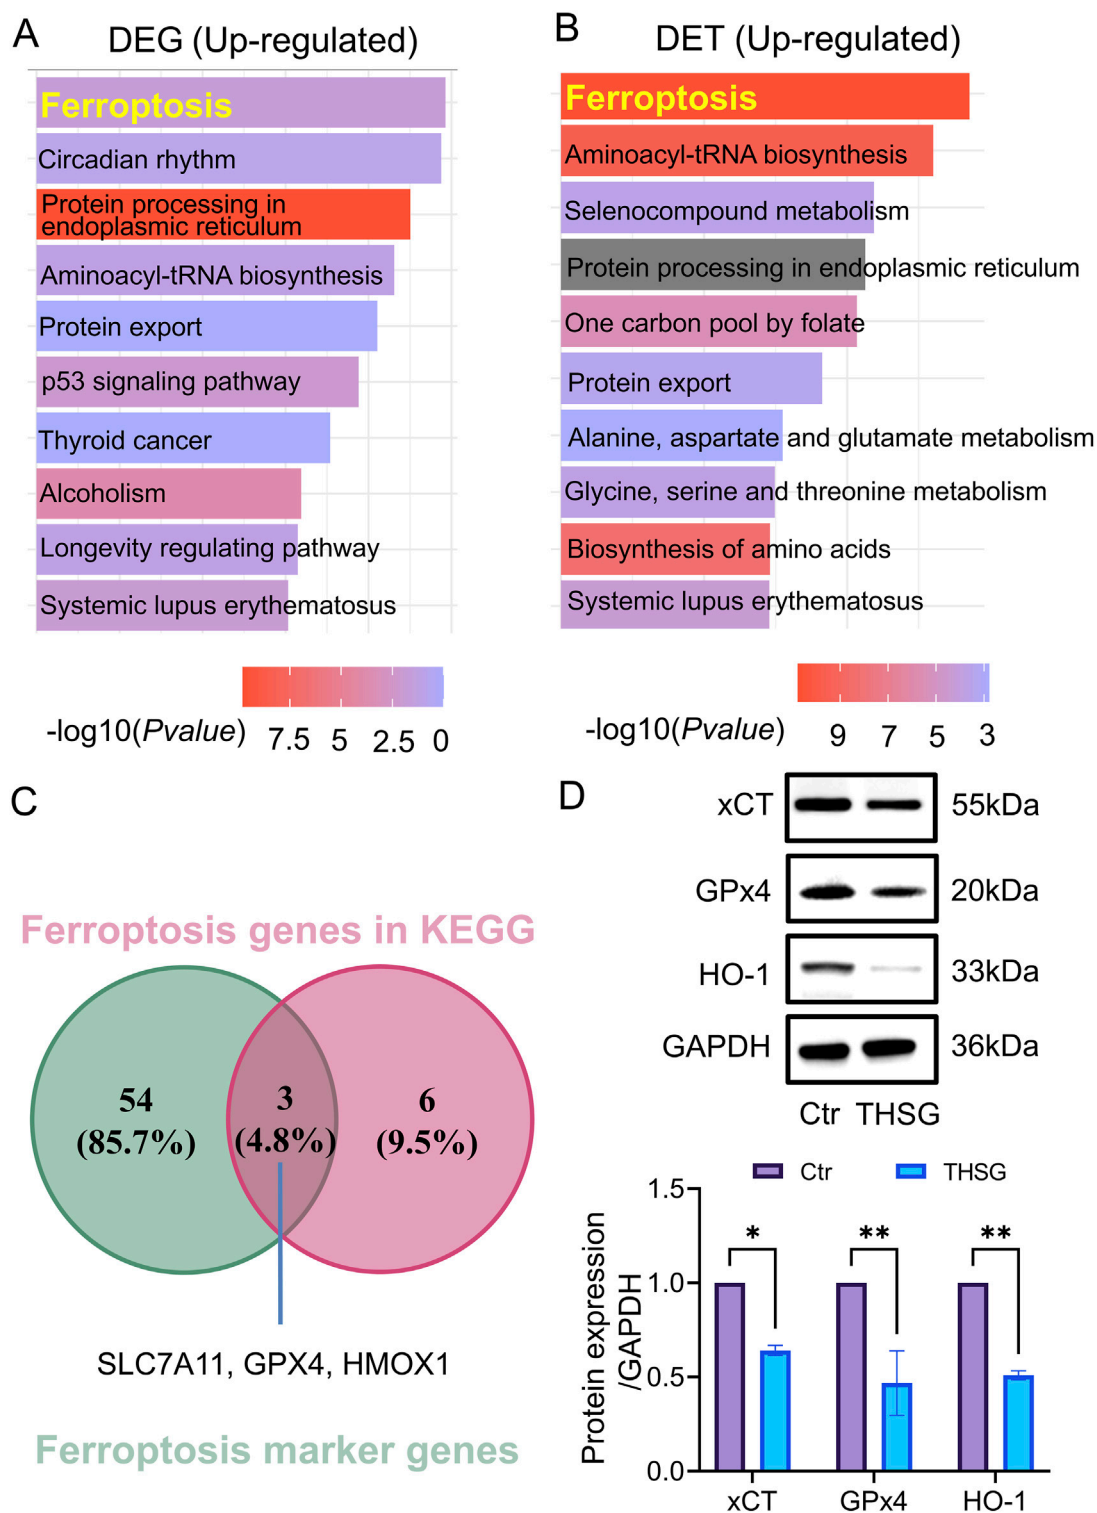 A
DEG (Up-regulated)
Ferroptosis
Circadian rhythm
Protein processing in
endoplasmic reticulum
Aminoacyl-tRNA biosynthesis
Protein export
p53 signaling pathway
Thyroid cancer
Alcoholism
Longevity regulating pathway
Systemic lupus erythematosus
-log10(Pvalue)
7.5 5 2.5 0
B
DET (Up-regulated)
Ferroptosis
Aminoacyl-tRNA biosynthesis
Selenocompound metabolism
Protein processing in endoplasmic reticulum
One carbon pool by folate
Protein export
Alanine, aspartate and glutamate metabolism
Glycine, serine and threonine metabolism
Biosynthesis of amino acids
Systemic lupus erythematosus
-log10(Pvalue)
9 7 5 3
C
Ferroptosis genes in KEGG
54
(85.7%)
3
(4.8%)
6
(9.5%)
SLC7A11, GPX4, HMOX1
Ferroptosis marker genes
D
xCT 55kDa
GPx4 20kDa
HO-1 33kDa
GAPDH 36kDa
Ctr THSG
Ctr THSG
Protein expression
/GAPDH
1.5
1.0
0.5
0.0
* ** **
xCT GPx4 HO-1